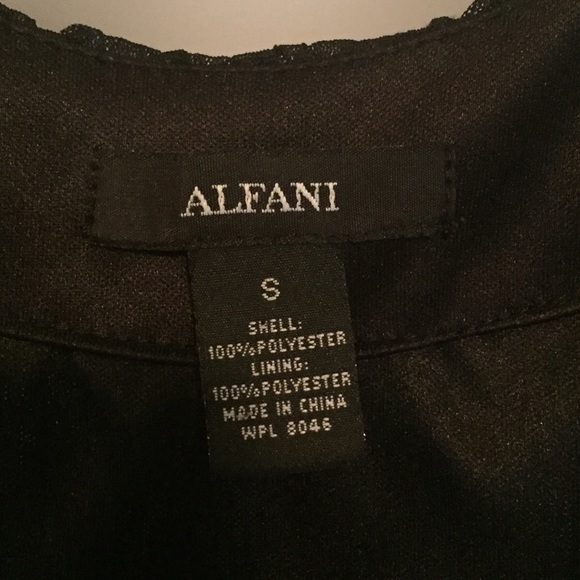 ALFANI
S
SHELL:
100%POLYESTER
LINING:
100%POLYESTER
MADE IN CHINA
WPL 8046